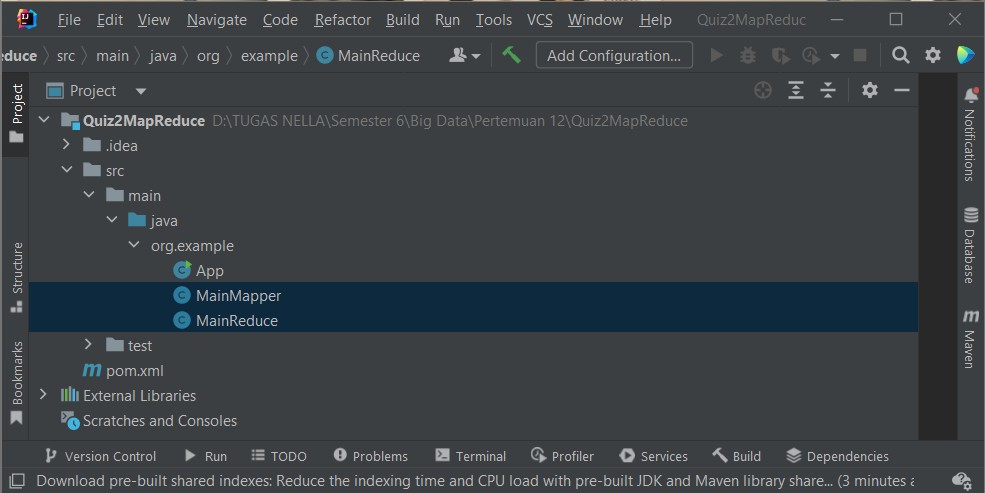 File Edit View Navigate Code Refactor Build Run Tools VCS Window Help Quiz2MapReduc
educe src main java org example MainReduce Add Configuration...
Project
Project
Quiz2MapReduce D:\TUGAS NELLA\Semester 6\Big Data\Pertemuan 12\Quiz2MapReduce
.idea
src
main
java
org.example
App
MainMapper
MainReduce
test
pom.xml
External Libraries
Scratches and Consoles
Structure
Bookmarks
Notifications
Database
Maven
Version Control Run TODO Problems Terminal Profiler Services Build Dependencies
Download pre-built shared indexes: Reduce the indexing time and CPU load with pre-built JDK and Maven library share... (3 minutes a